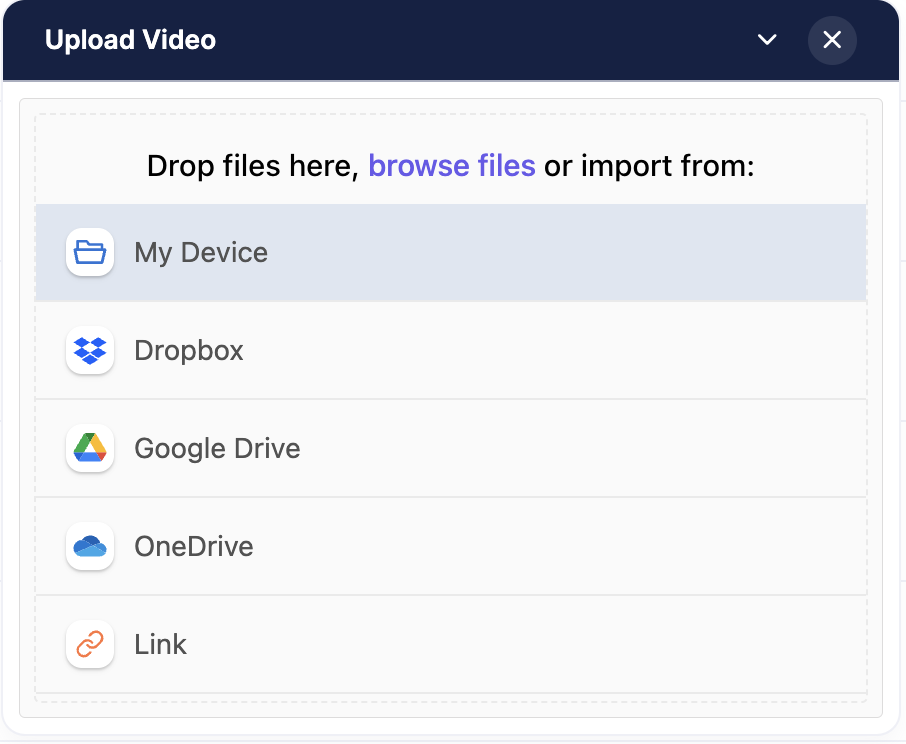 Upload Video
Drop files here, browse files or import from:
My Device
Dropbox
Google Drive
OneDrive
Link